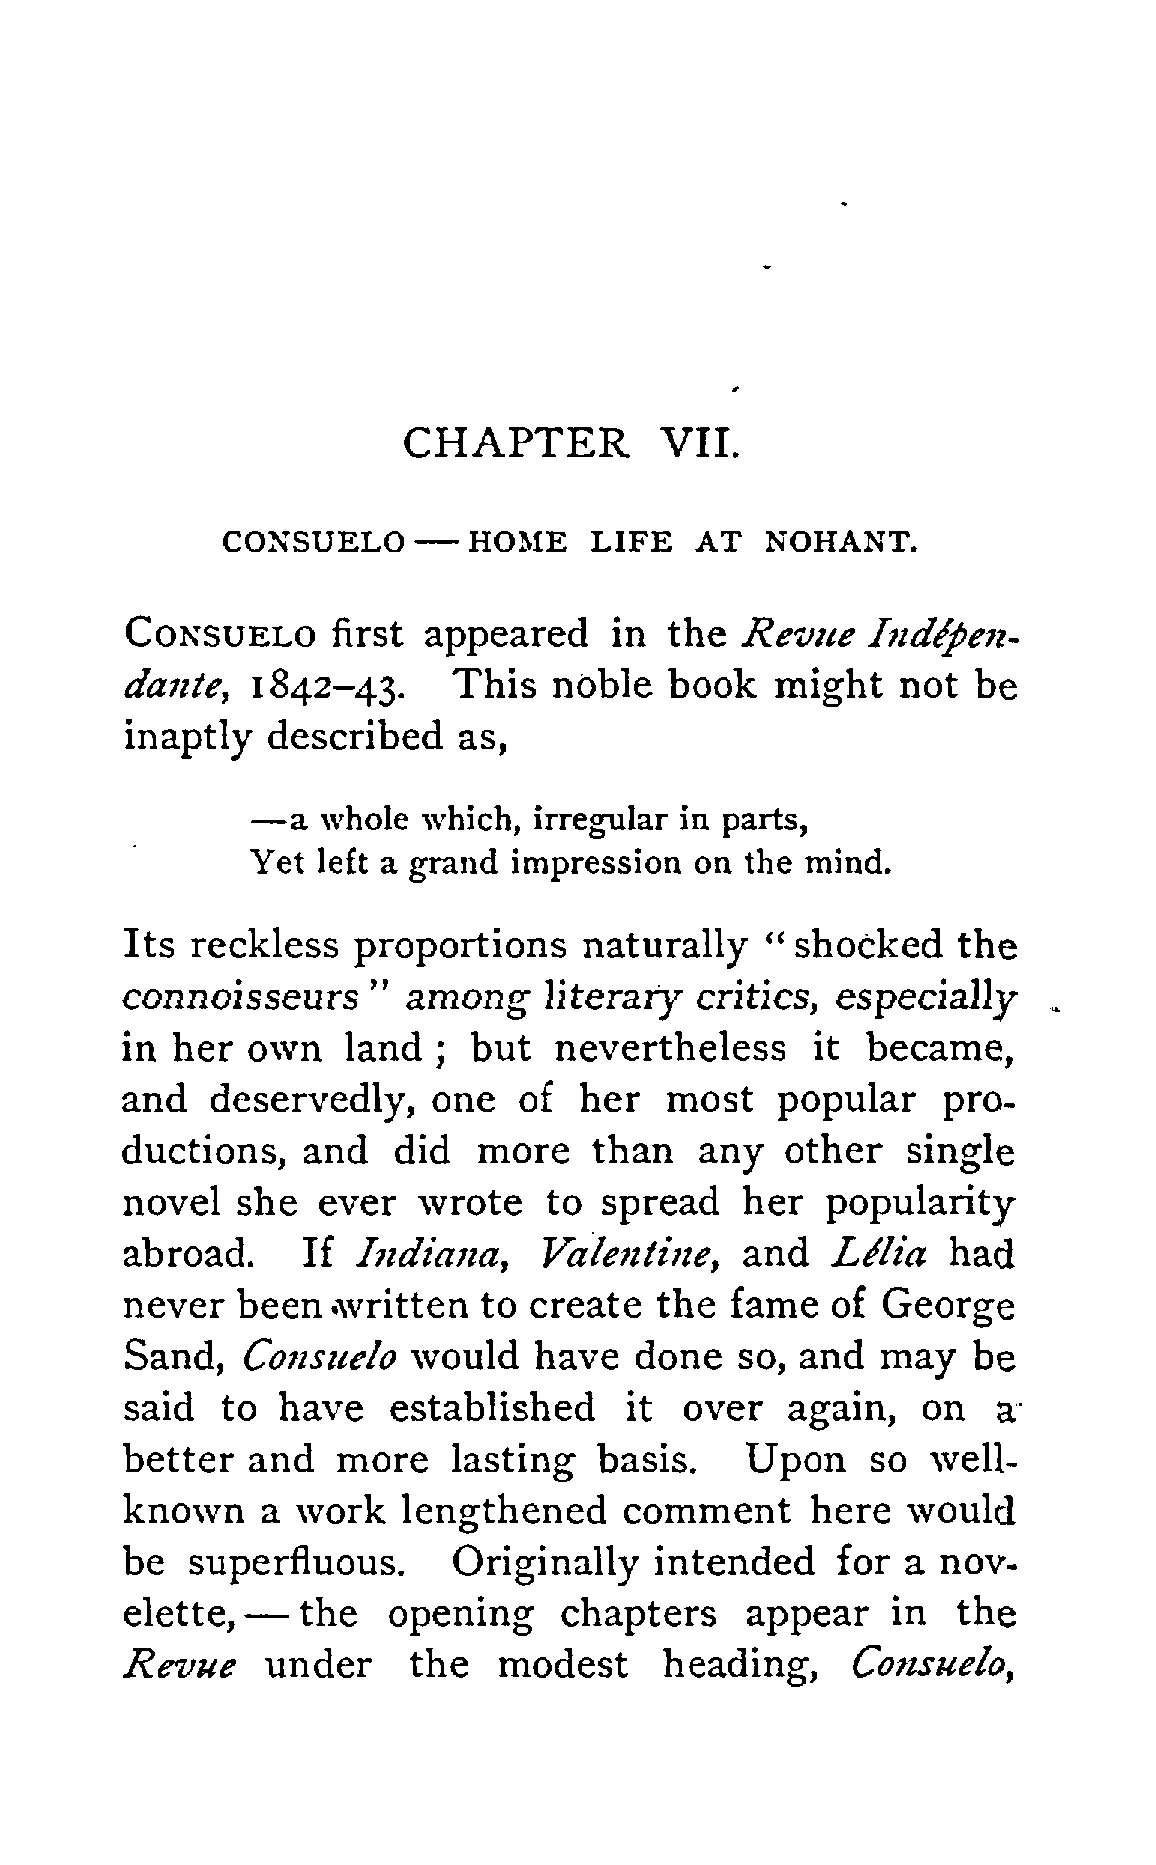 CHAPTER VII.
CONSUELO — HOME LIFE AT NOHANT.
CONSUELO first appeared in the Revue Indépen-
dante, 1842–43. This noble book might not be
inaptly described as,
—a whole which, irregular in parts,
Yet left a grand impression on the mind.
Its reckless proportions naturally “shocked the
connoisseurs” among literary critics, especially
in her own land; but nevertheless it became,
and deservedly, one of her most popular pro-
ductions, and did more than any other single
novel she ever wrote to spread her popularity
abroad. If Indiana, Valentine, and Lélia had
never been written to create the fame of George
Sand, Consuelo would have done so, and may be
said to have established it over again, on a
better and more lasting basis. Upon so well-
known a work lengthened comment here would
be superfluous. Originally intended for a nov-
elette,— the opening chapters appear in the
Revue under the modest heading, Consuelo,